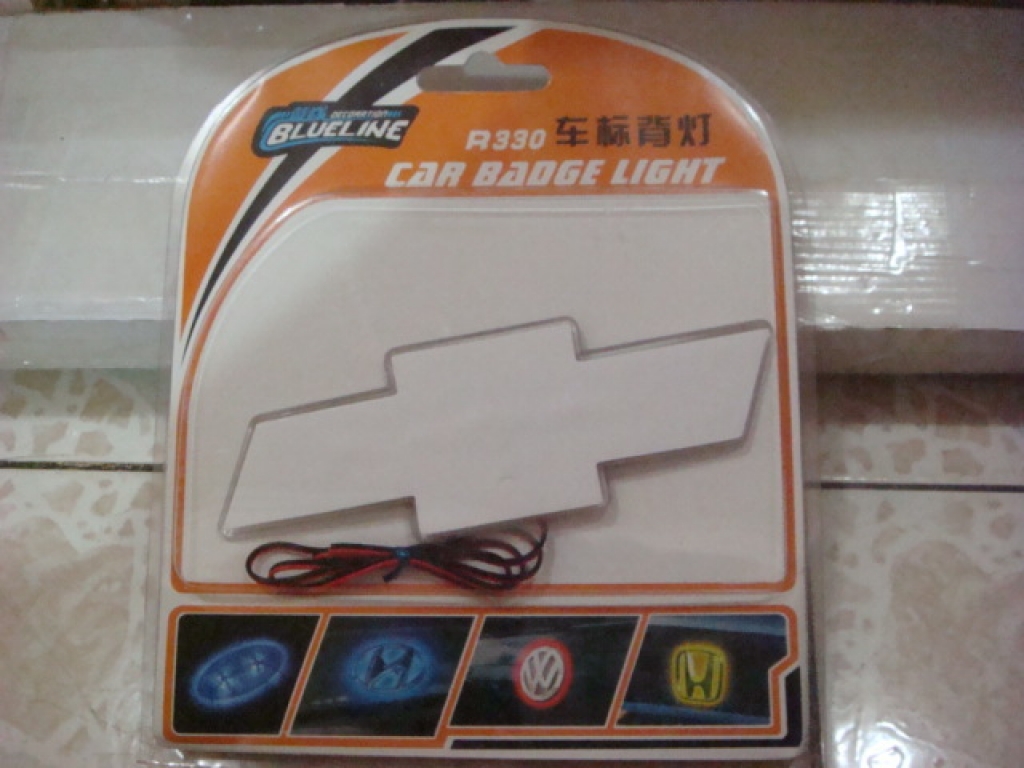 DECORATION
BLUELINE
R330 车标背灯
CAR BADGE LIGHT